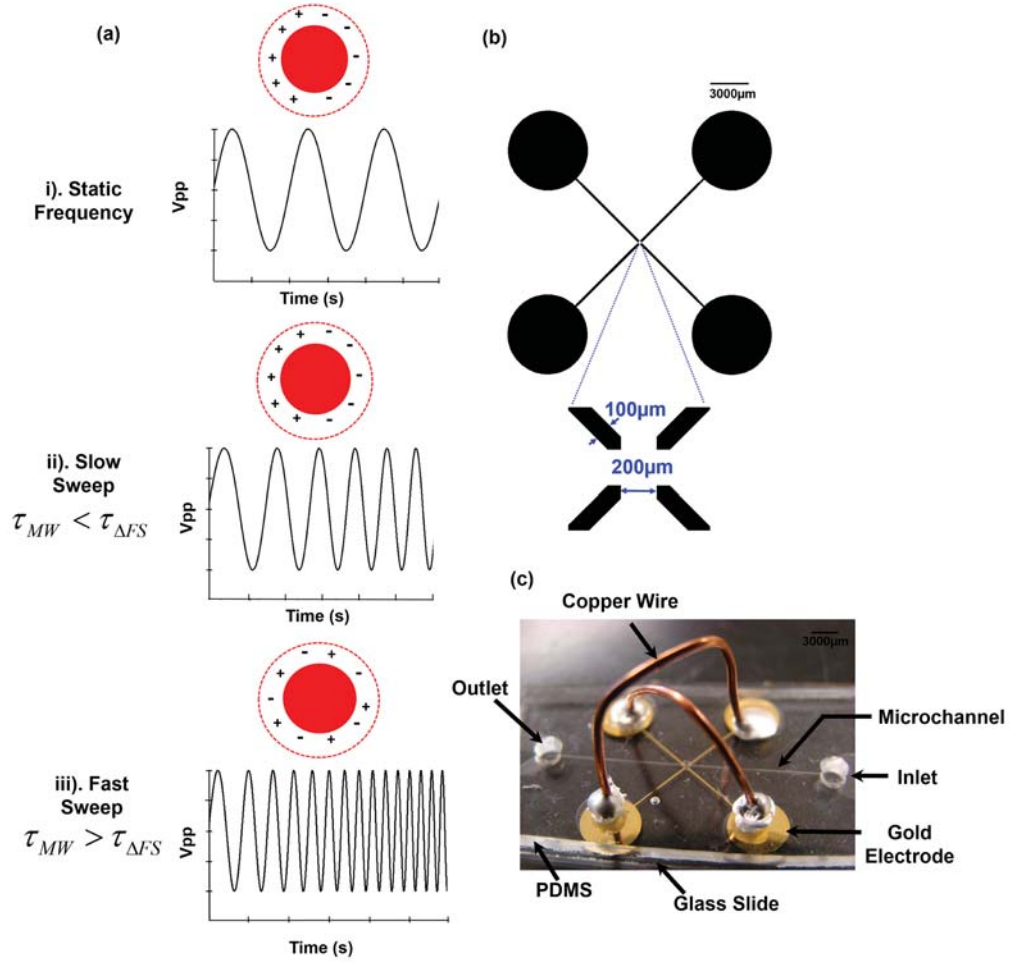 (a)
+ + - -
+ -
+ -
+ -
+ + -
i). Static
Frequency
Vpp
Time (s)
+ + - -
+ -
+ -
+ -
+ + -
ii). Slow
Sweep
τMW < τΔFS
Vpp
Time (s)
- - + +
+ -
- +
+ -
- +
iii). Fast
Sweep
τMW > τΔFS
Vpp
Time (s)
(b)
3000µm
100µm
200µm
(c)
Copper Wire
3000µm
Outlet
Microchannel
Inlet
Gold
Electrode
PDMS
Glass Slide